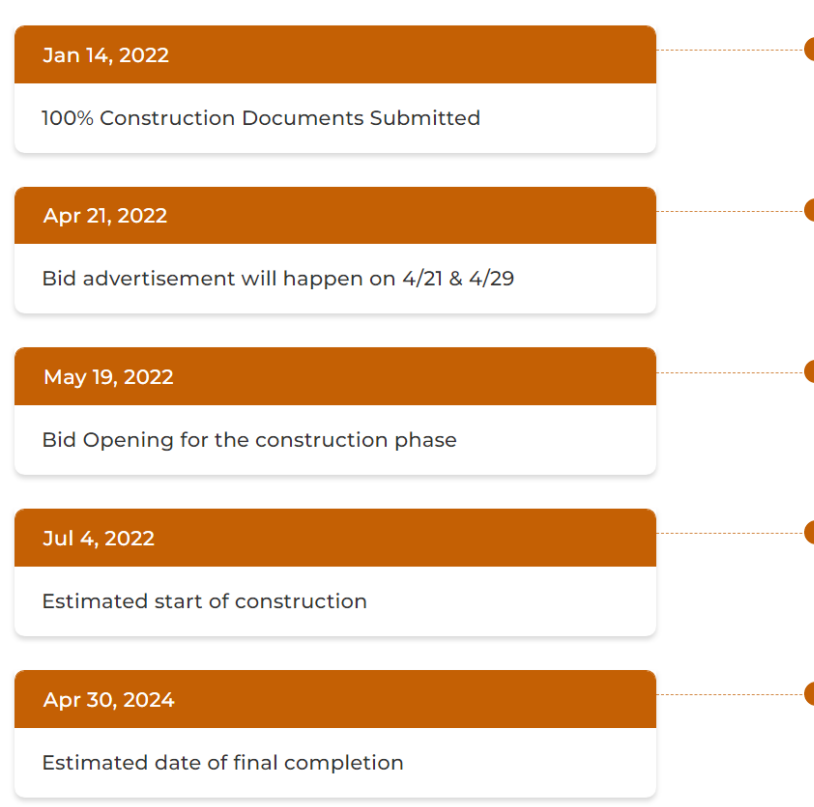 Jan 14, 2022
100% Construction Documents Submitted
Apr 21, 2022
Bid advertisement will happen on 4/21 & 4/29
May 19, 2022
Bid Opening for the construction phase
Jul 4, 2022
Estimated start of construction
Apr 30, 2024
Estimated date of final completion